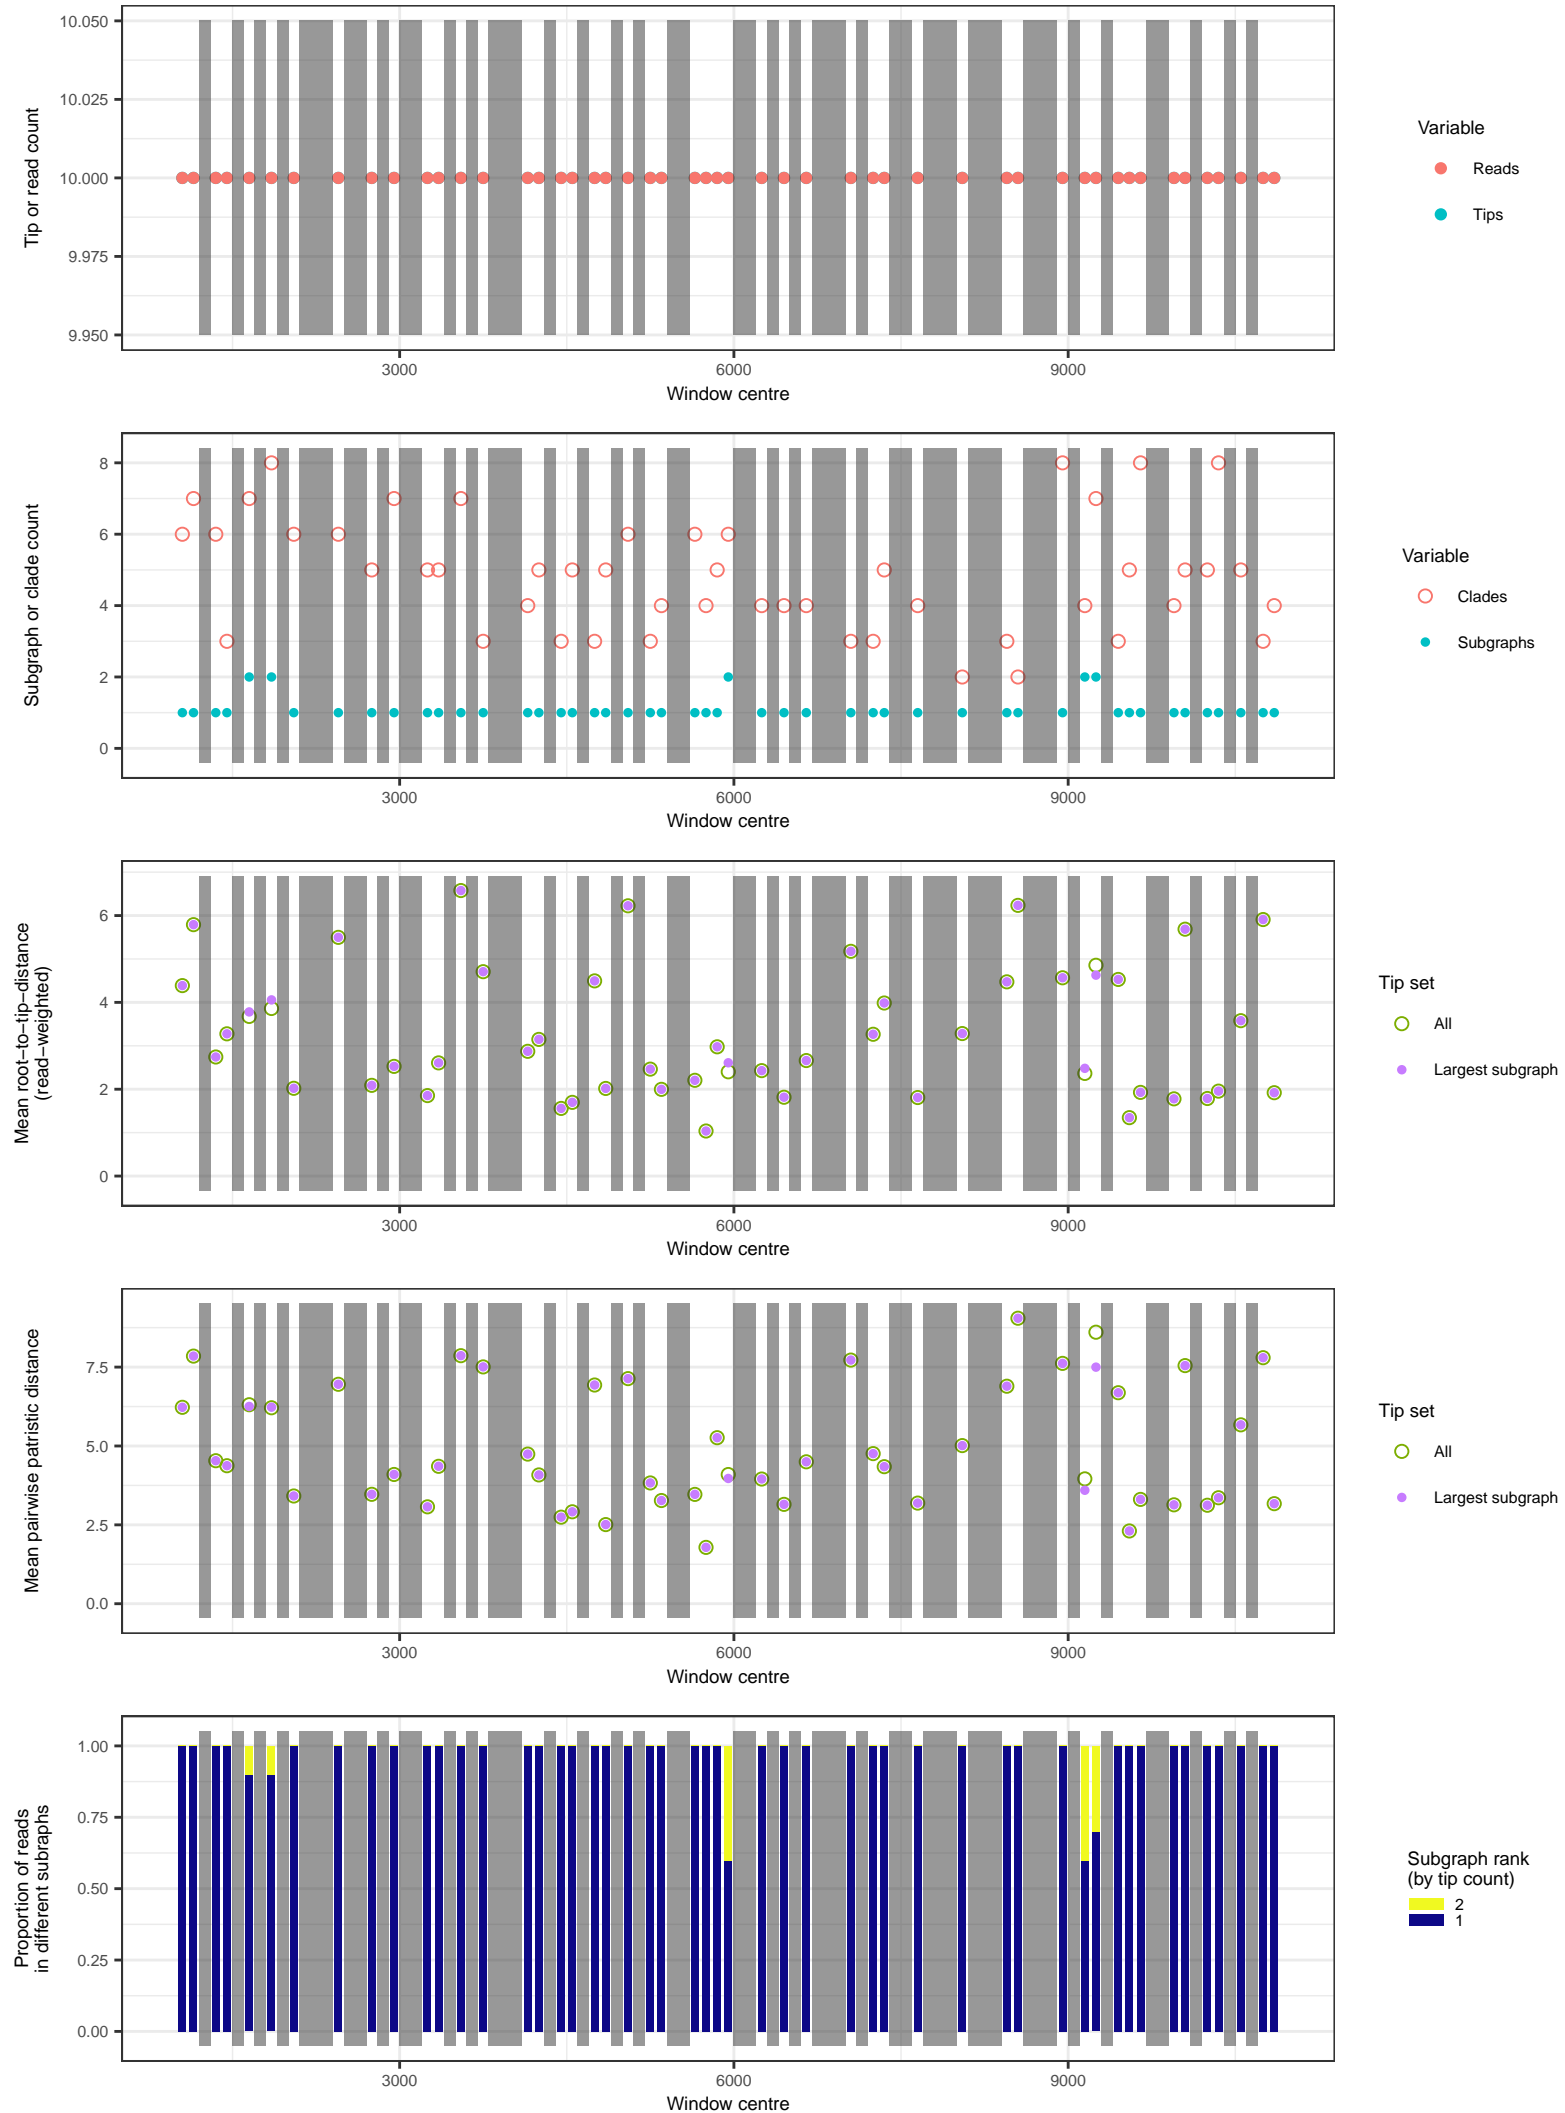 10.050
10.025
10.000
9.975
9.950
Tip or read count
3000
6000
9000
Window centre
Variable
Reads
Tips
8
6
4
2
0
Subgraph or clade count
3000
6000
9000
Window centre
Variable
Clades
Subgraphs
6
4
2
0
Mean root−to−tip−distance
(read−weighted)
3000
6000
9000
Window centre
Tip set
All
Largest subgraph
7.5
5.0
2.5
0.0
Mean pairwise patristic distance
3000
6000
9000
Window centre
Tip set
All
Largest subgraph
1.00
0.75
0.50
0.25
0.00
Proportion of reads
in different subraphs
3000
6000
9000
Window centre
Subgraph rank
(by tip count)
2
1